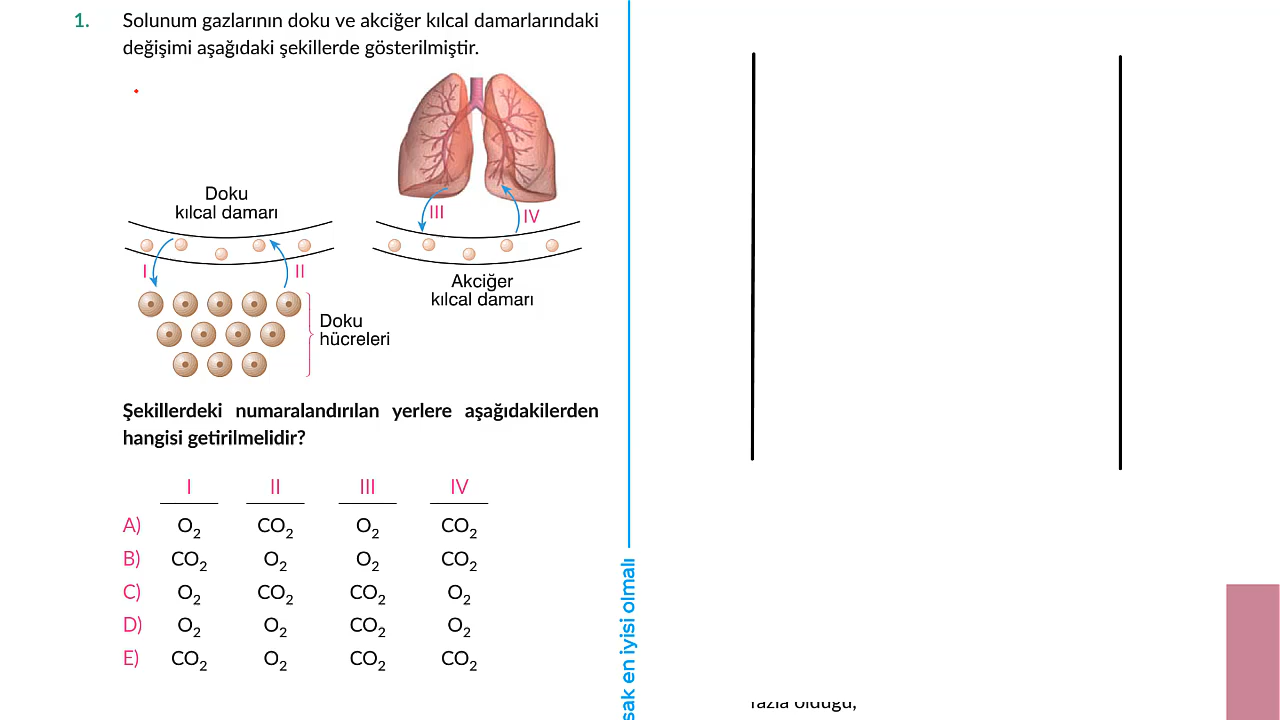 1. Solunum gazlarının doku ve akciğer kılcal damarlarındaki
değişimi aşağıdaki şekillerde gösterilmiştir.
Doku
kılcal damarı
I
II
Doku
hücreleri
III
IV
Akciğer
kılcal damarı
Şekillerdeki numaralandırılan yerlere aşağıdakilerden
hangisi getirilmelidir?
I II III IV
A) O₂ CO₂ O₂ CO₂
B) CO₂ O₂ O₂ CO₂
C) O₂ CO₂ CO₂ O₂
D) O₂ O₂ CO₂ O₂
E) CO₂ O₂ CO₂ CO₂
sak en iyisi olmalı
fazla olduğu,